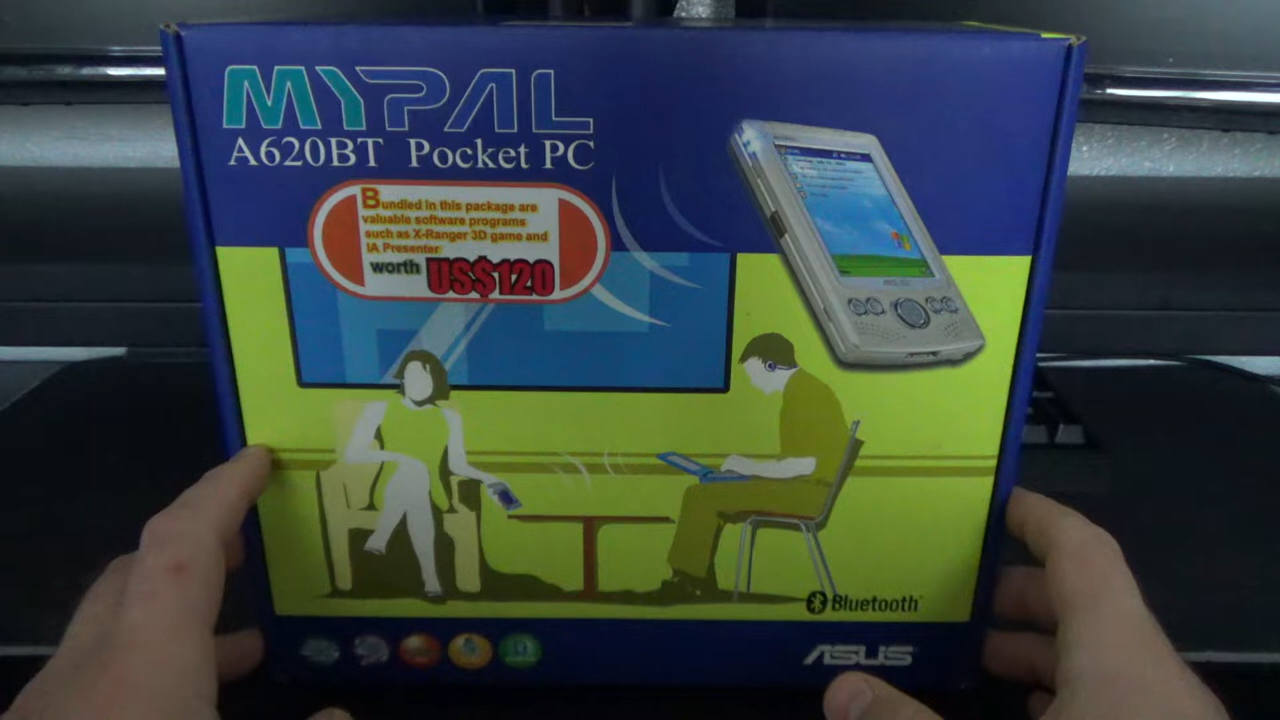 MYPAL
A620BT Pocket PC
Bundled in this package are
valuable software programs
such as X-Ranger 3D game and
IA Presenter
worth US$120
ASUS
Bluetooth
ASUS